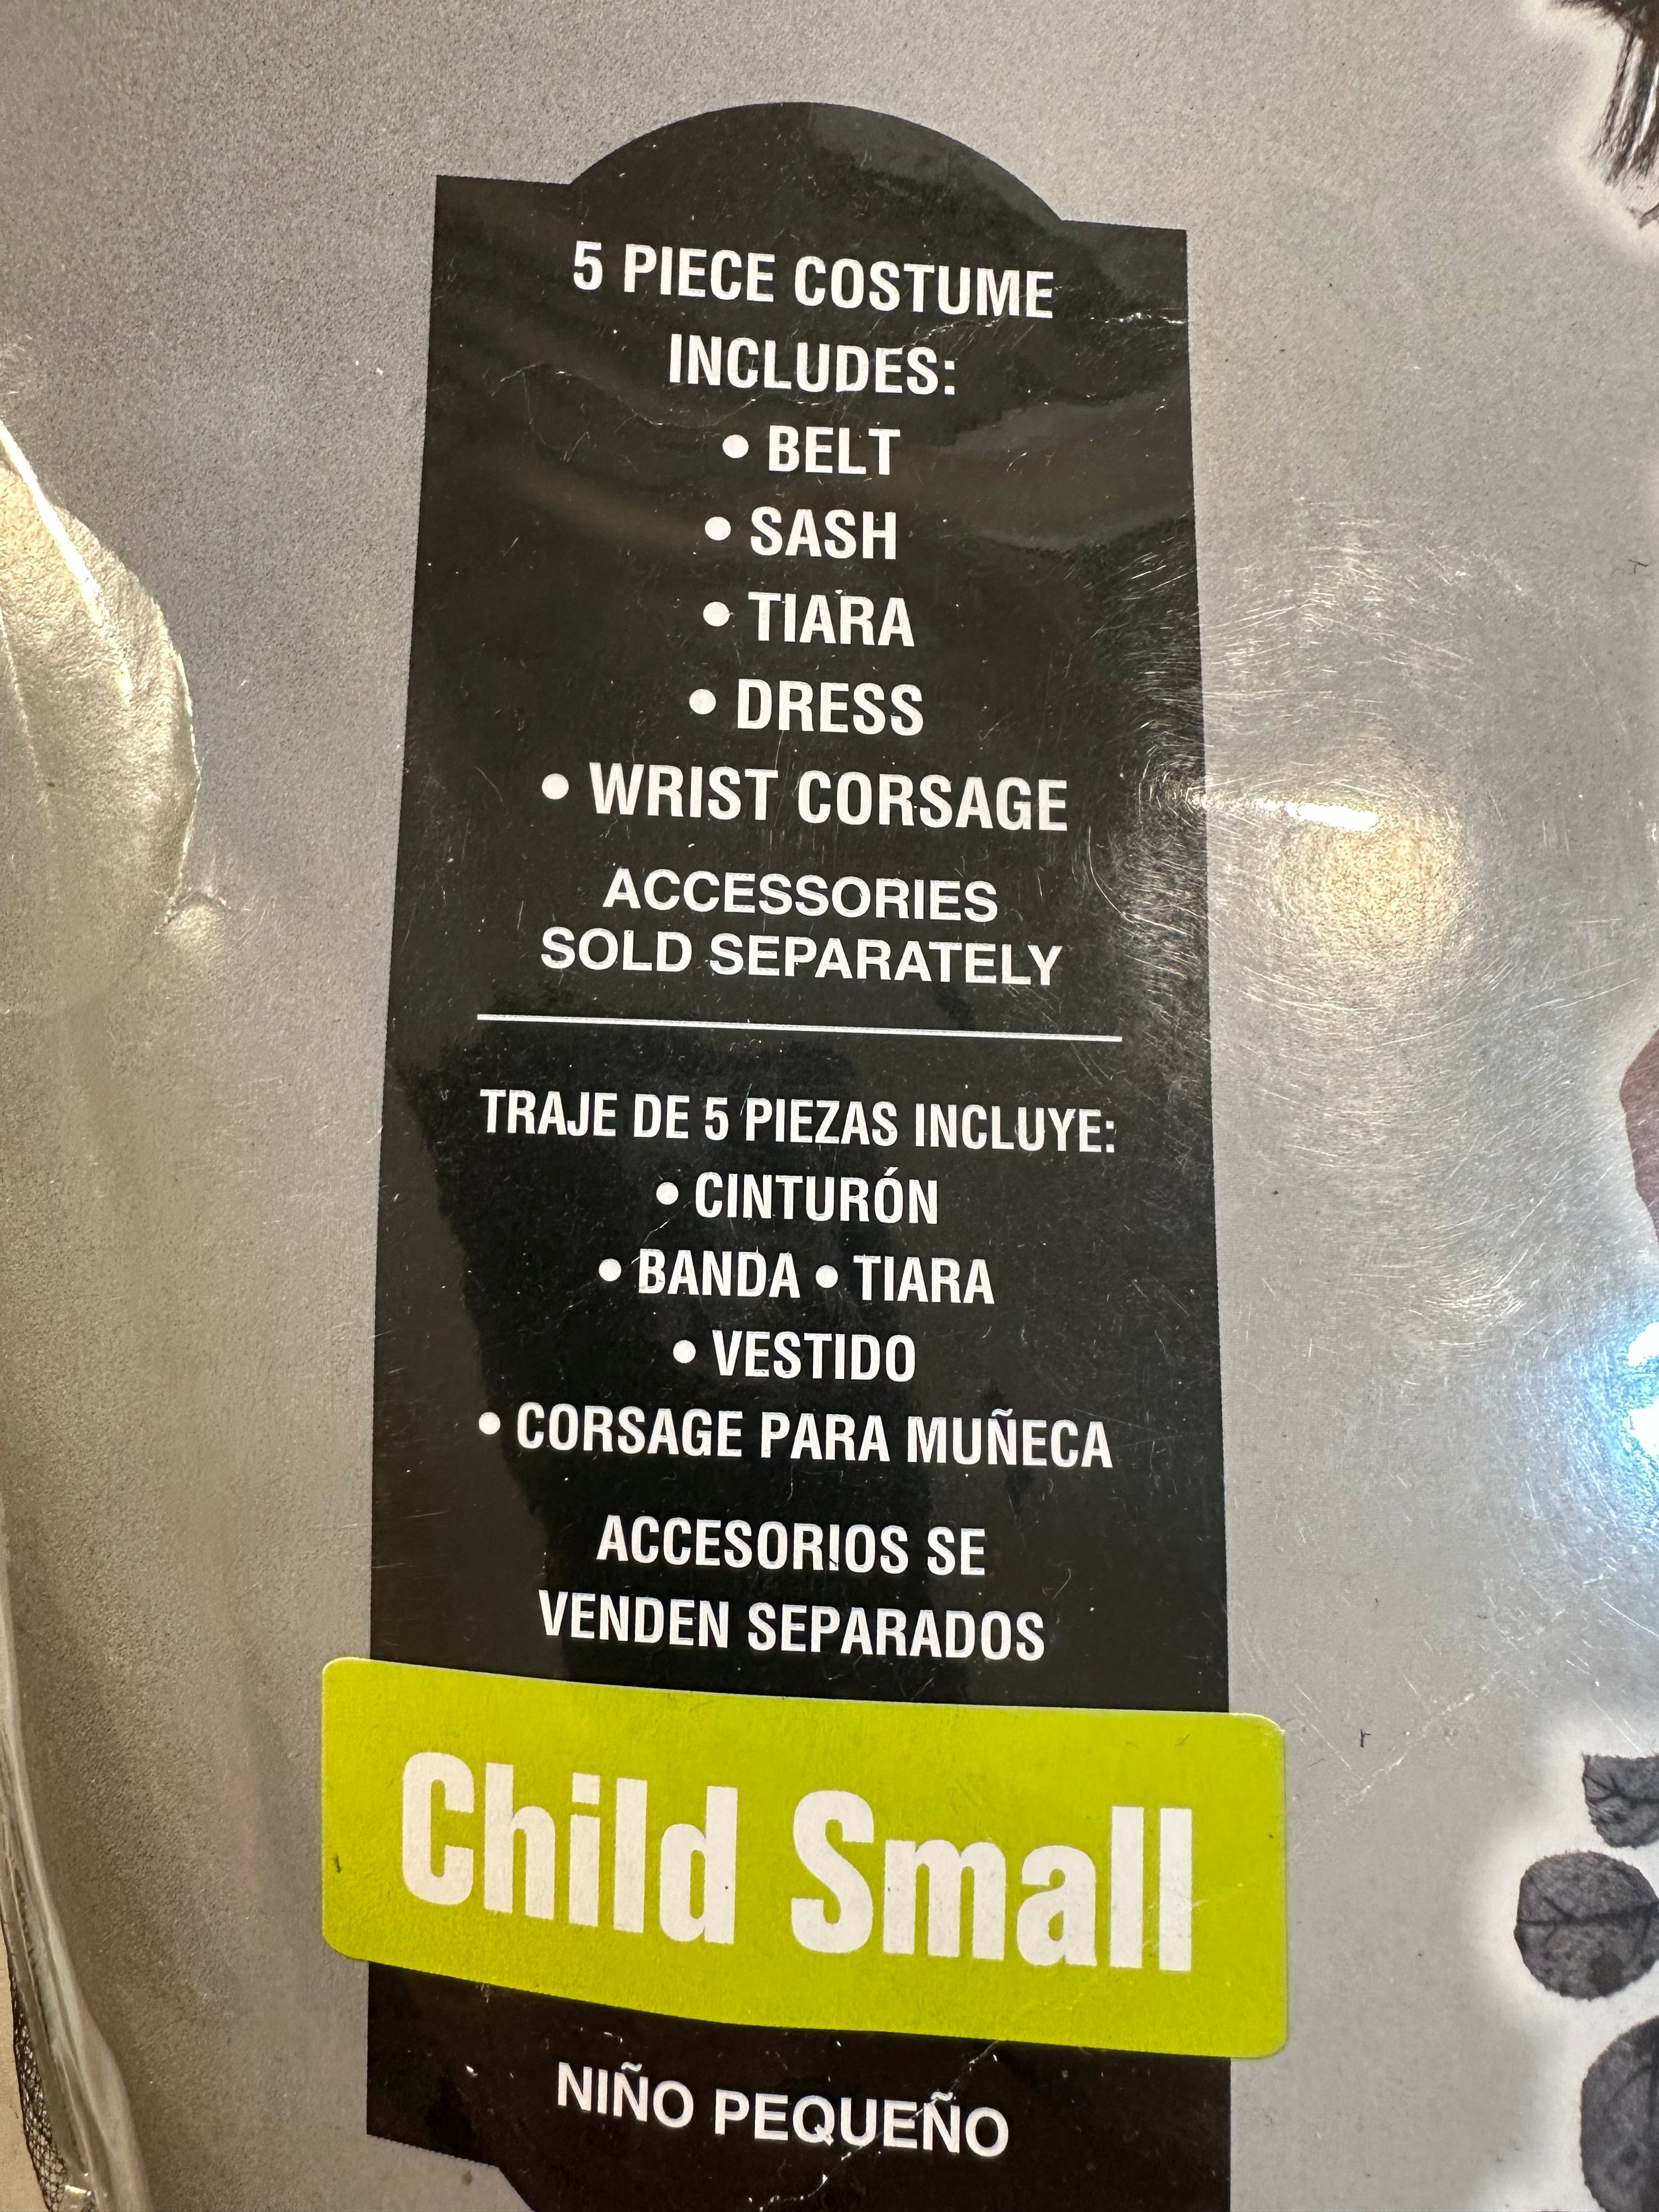 5 PIECE COSTUME
INCLUDES:
• BELT
• SASH
• TIARA
• DRESS
• WRIST CORSAGE
ACCESSORIES
SOLD SEPARATELY
TRAJE DE 5 PIEZAS INCLUYE:
• CINTURÓN
• BANDA • TIARA
• VESTIDO
• CORSAGE PARA MUÑECA
ACCESORIOS SE
VENDEN SEPARADOS
Child Small
NIÑO PEQUEÑO